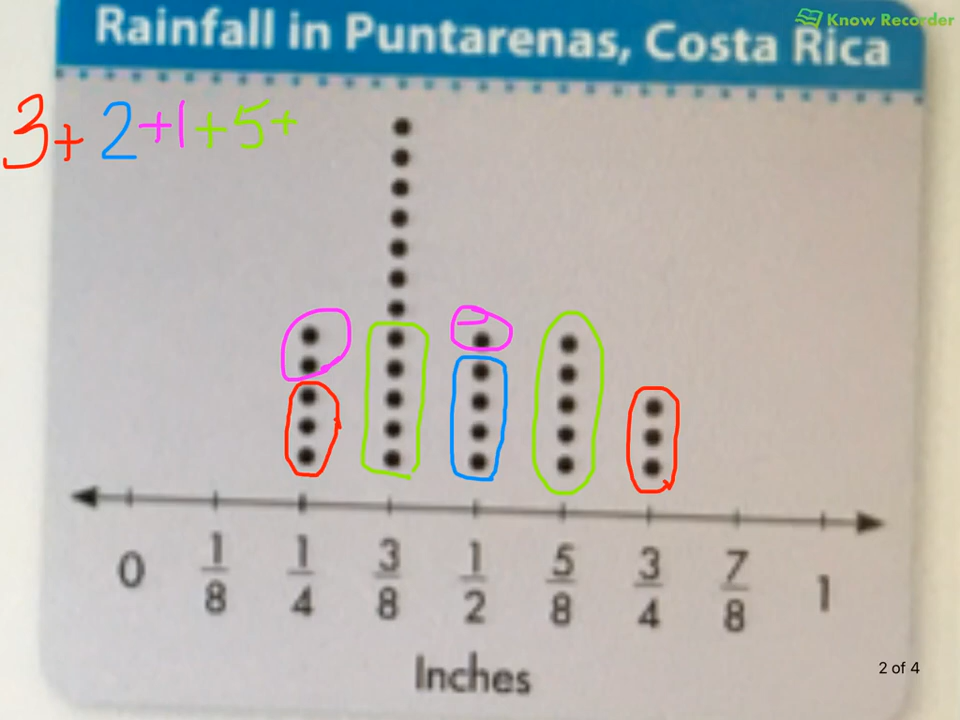 Know Recorder
Rainfall in Puntarenas, Costa Rica
3+ 2+1+5+
0 1/8 1/4 3/8 1/2 5/8 3/4 7/8 1
Inches
2 of 4